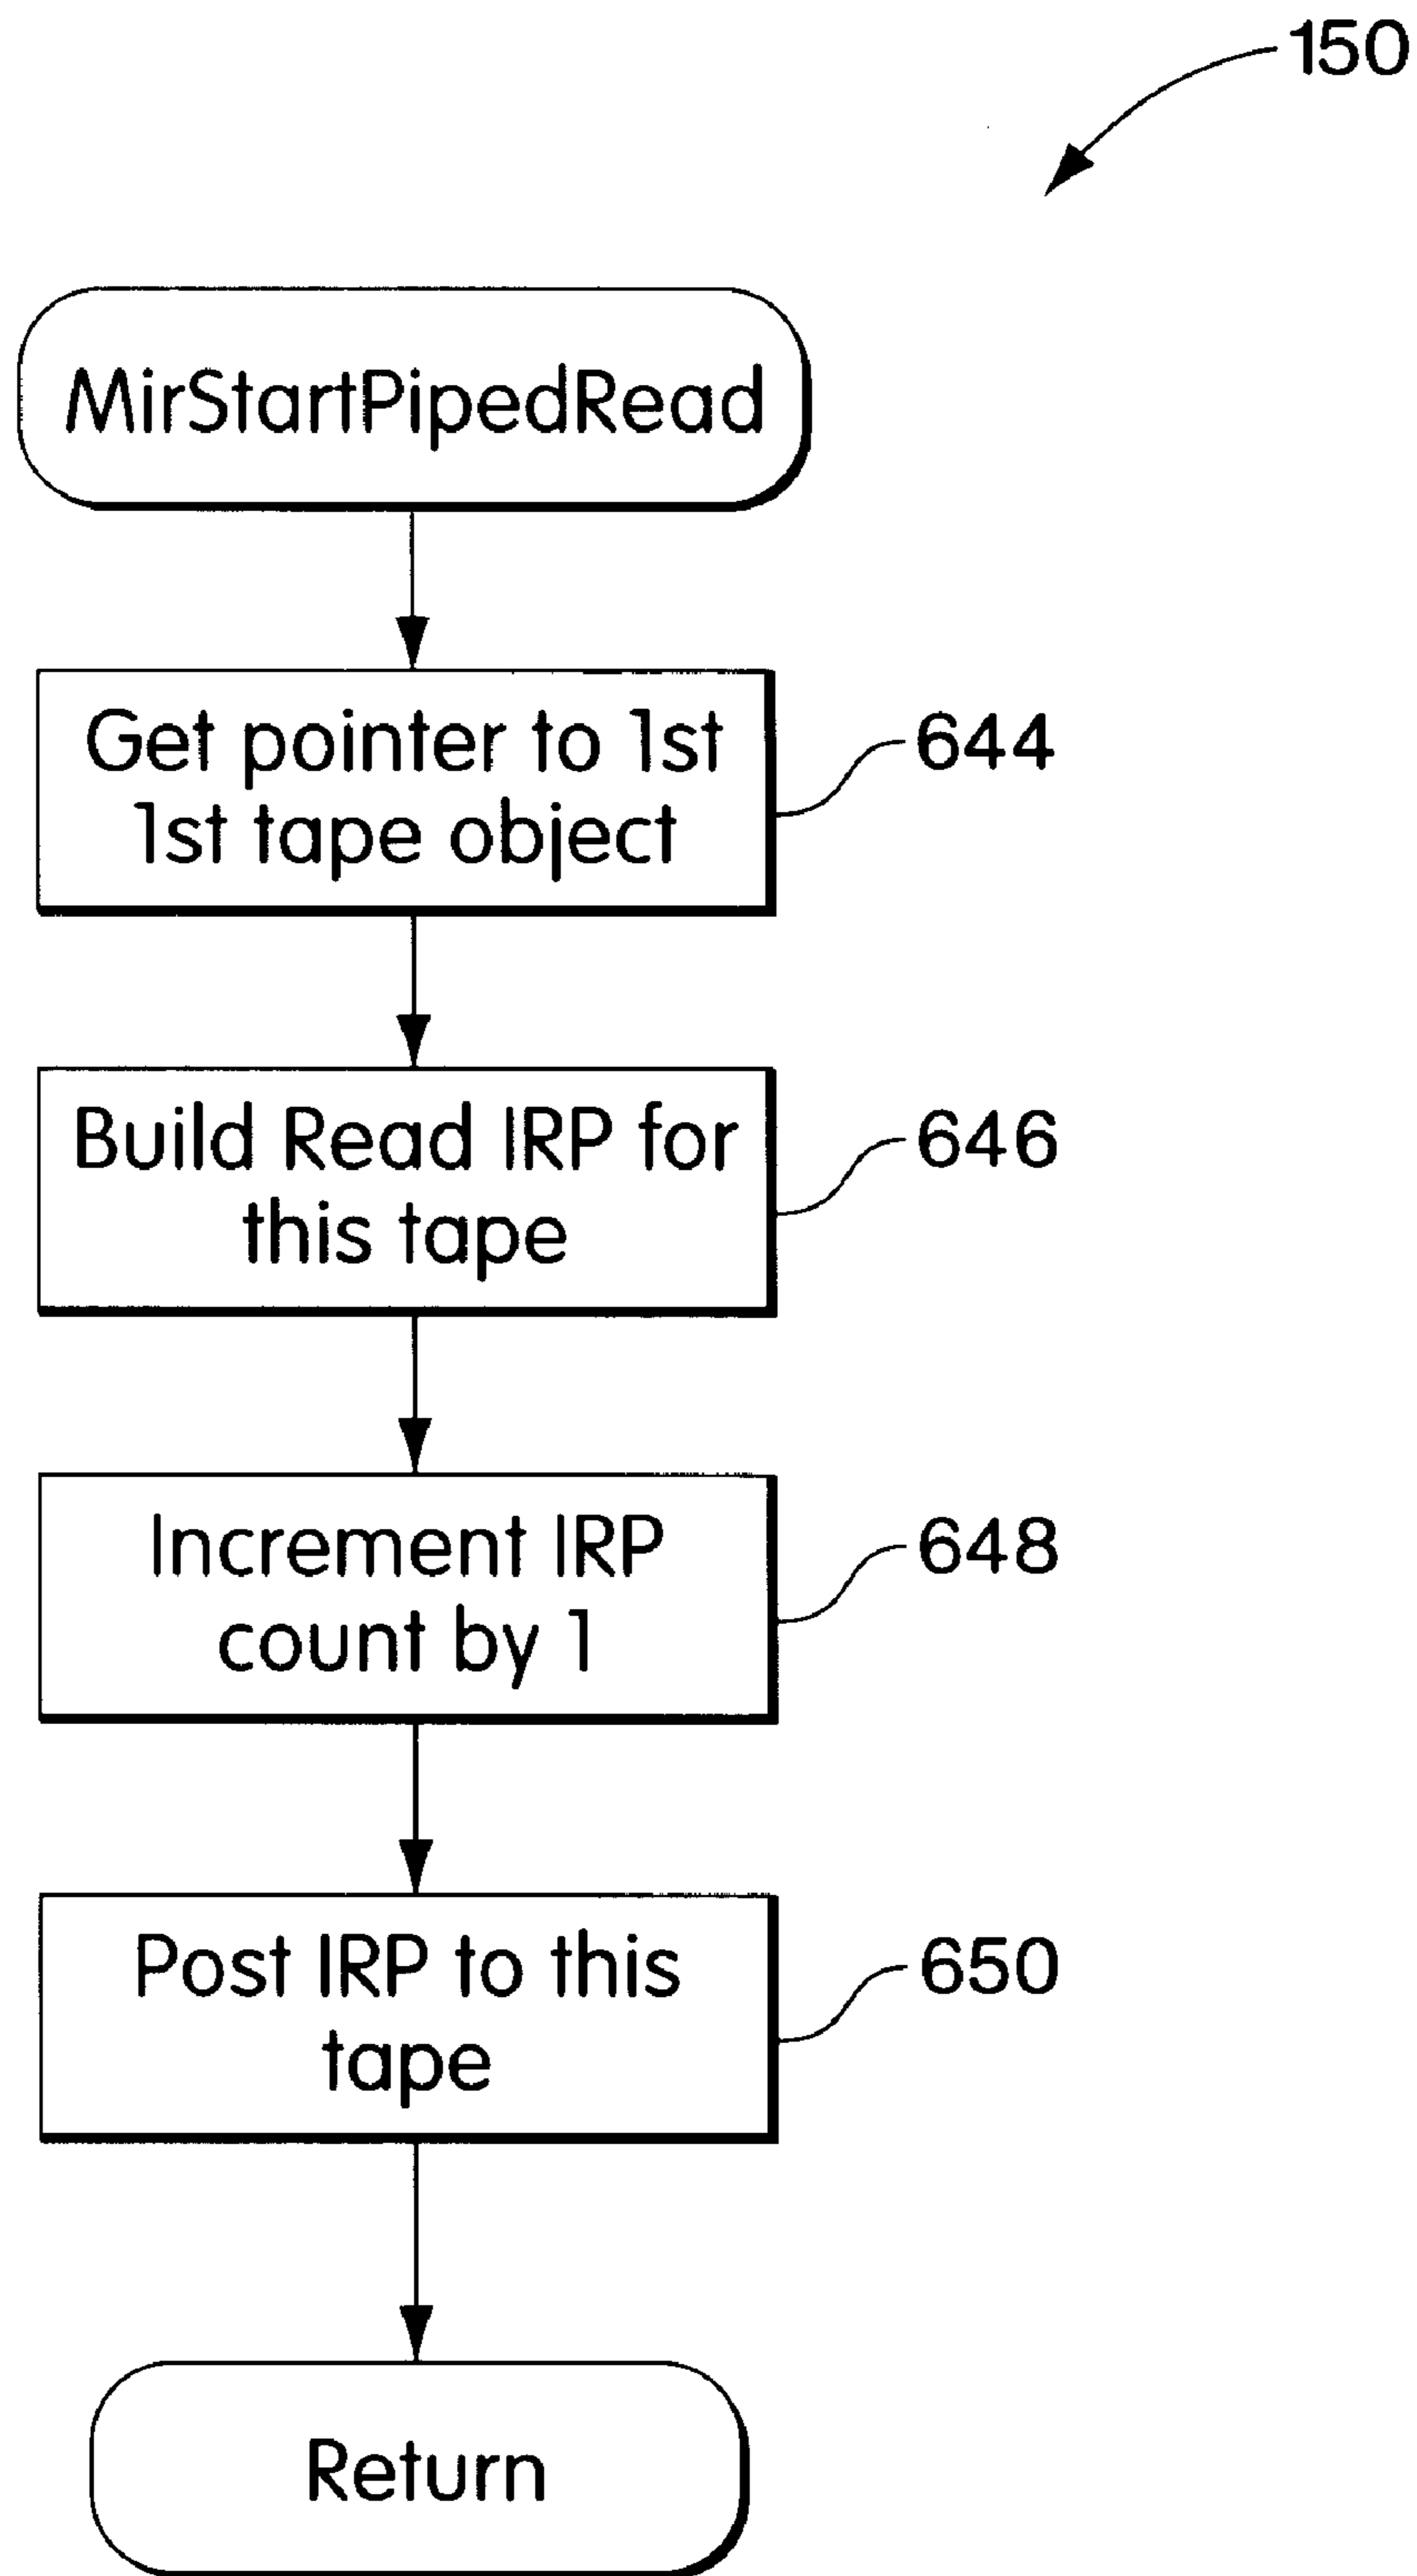 150
MirStartPipedRead
Get pointer to 1st
1st tape object
644
Build Read IRP for
this tape
646
Increment IRP
count by 1
648
Post IRP to this
tape
650
Return